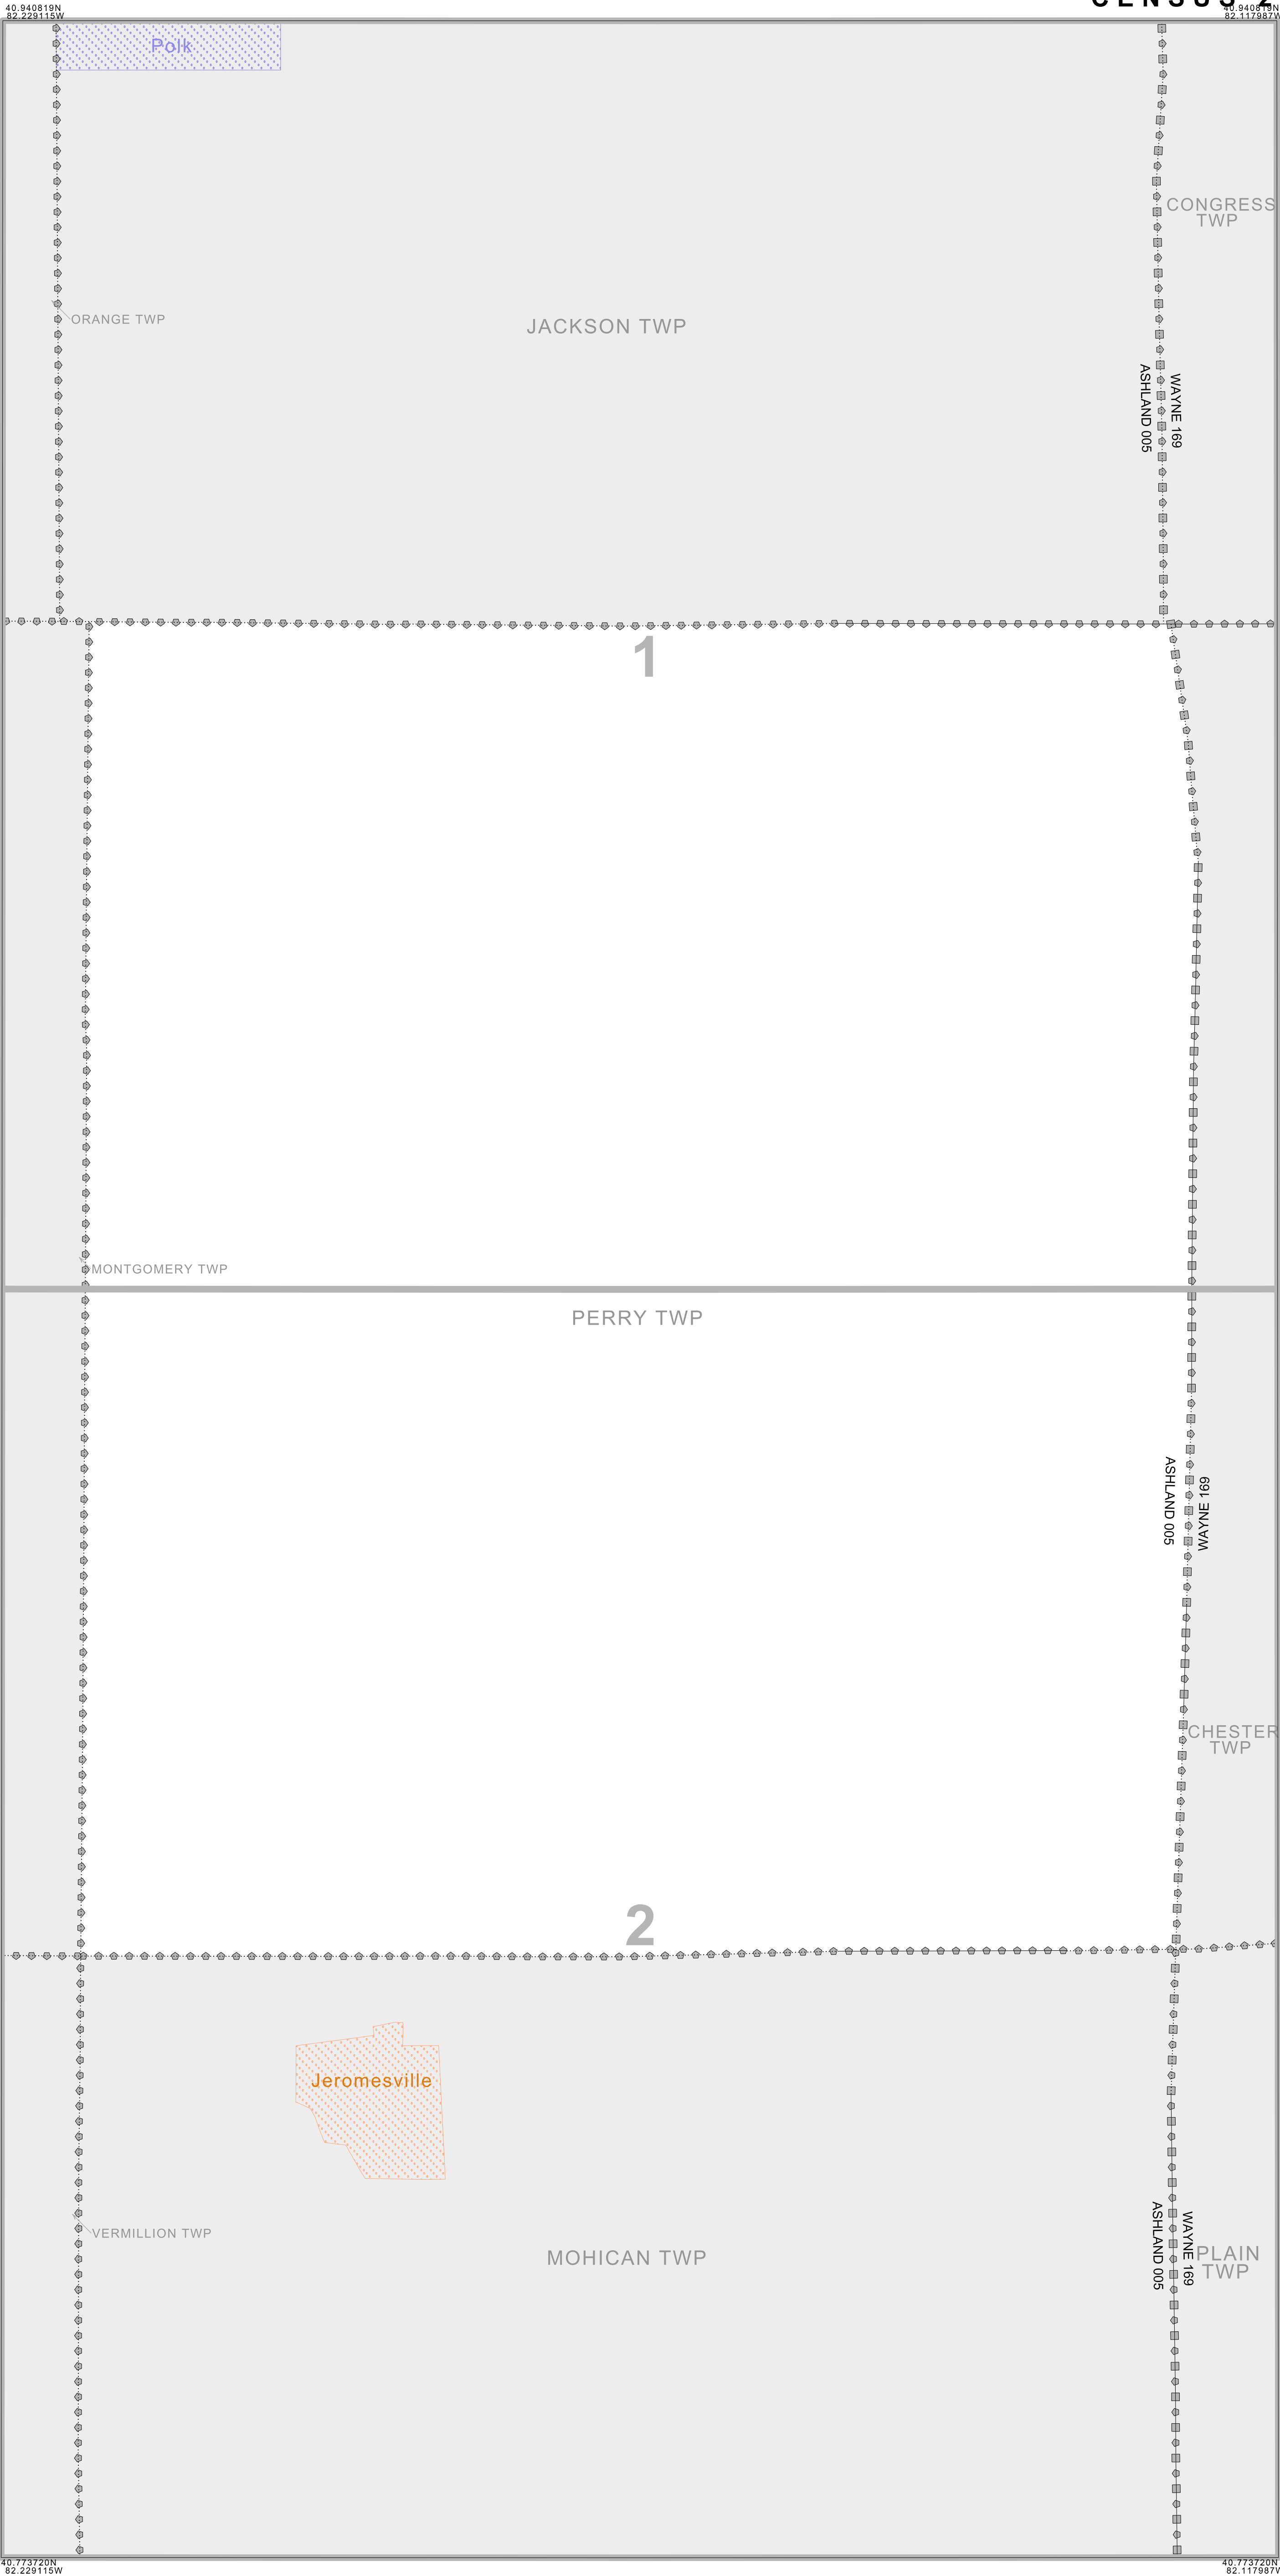 CENSUS 2
40.940819N
82.229115W
40.940819N
82.117987W
Polk
CONGRESS
TWP
ORANGE TWP
JACKSON TWP
WAYNE 169
ASHLAND 005
1
MONTGOMERY TWP
PERRY TWP
WAYNE 169
ASHLAND 005
CHESTER
TWP
2
Jeromesville
WAYNE 169
ASHLAND 005
VERMILLION TWP
MOHICAN TWP
PLAIN
TWP
40.773720N
82.229115W
40.773720N
82.117987W